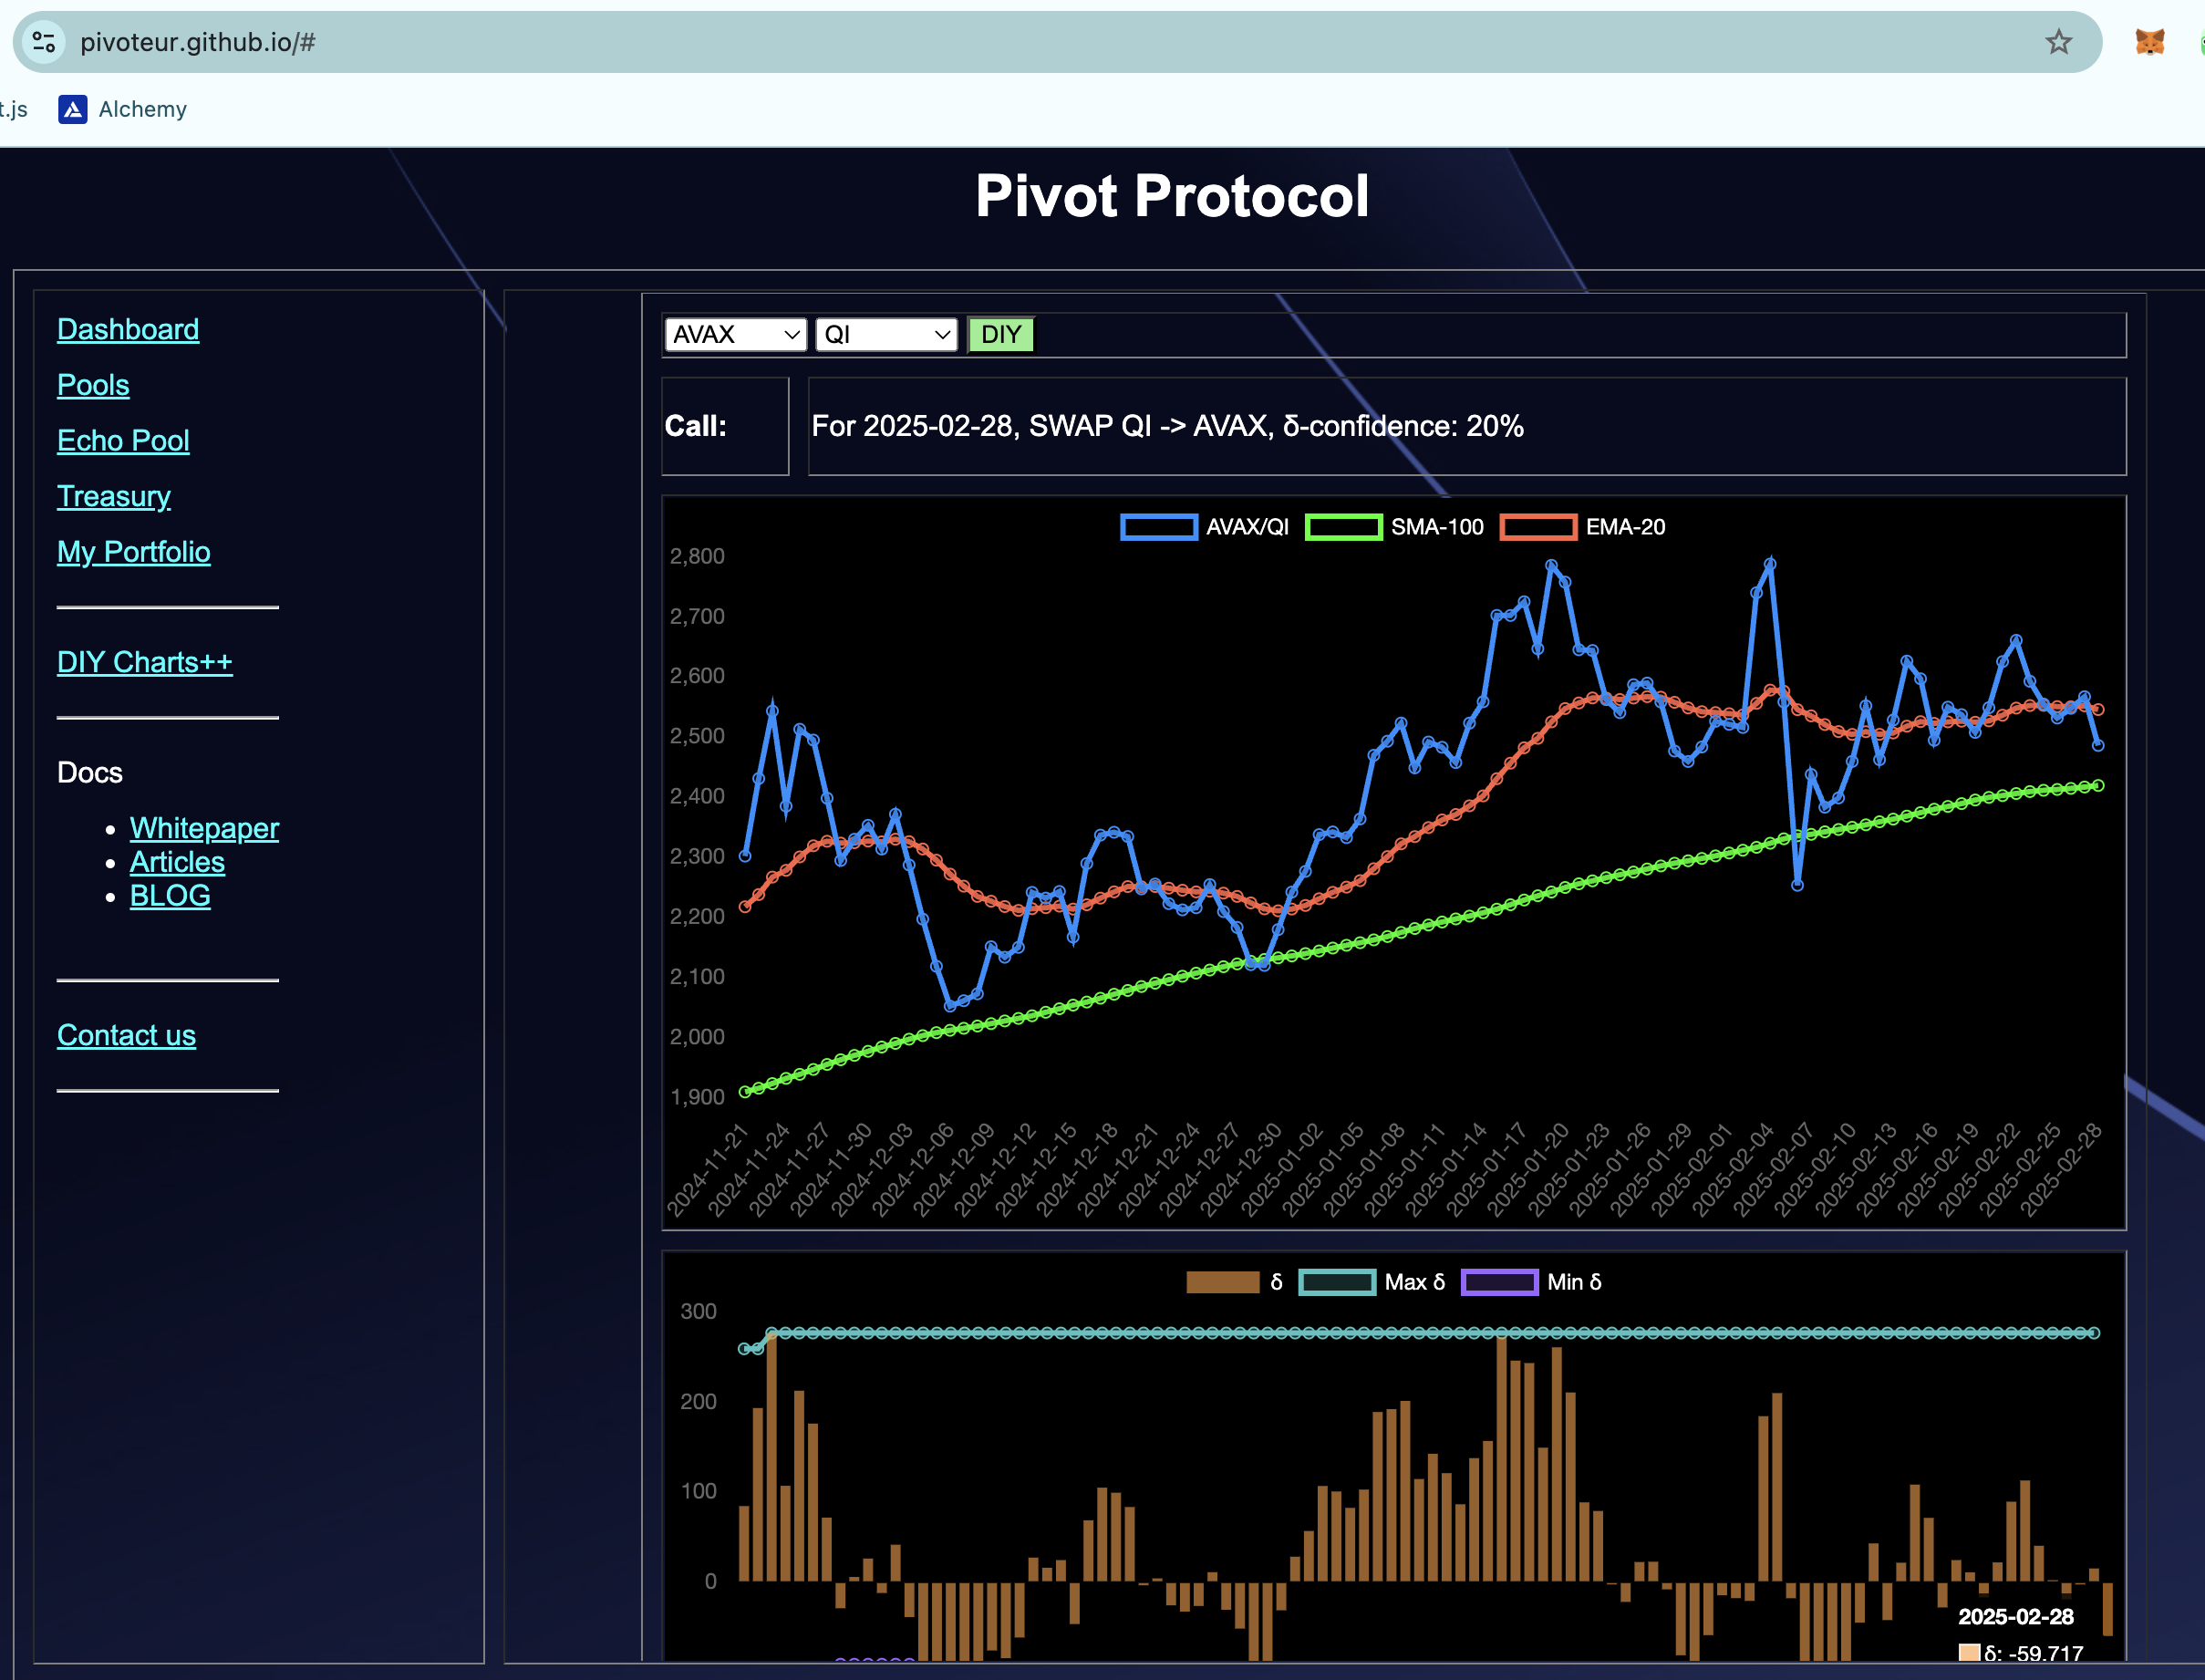 pivoteur.github.io/#
t.js Alchemy
Pivot Protocol
Dashboard
Pools
Echo Pool
Treasury
My Portfolio
DIY Charts++
Docs
Whitepaper
Articles
BLOG
Contact us
AVAX QI DIY
Call: For 2025-02-28, SWAP QI -> AVAX, δ-confidence: 20%
AVAX/QI SMA-100 EMA-20
2,800
2,700
2,600
2,500
2,400
2,300
2,200
2,100
2,000
1,900
2024-11-21 2024-11-24 2024-11-27 2024-11-30 2024-12-03 2024-12-06 2024-12-09 2024-12-12 2024-12-15 2024-12-18 2024-12-21 2024-12-24 2024-12-27 2024-12-30 2025-01-02 2025-01-05 2025-01-08 2025-01-11 2025-01-14 2025-01-17 2025-01-20 2025-01-23 2025-01-26 2025-01-29 2025-02-01 2025-02-04 2025-02-07 2025-02-10 2025-02-13 2025-02-16 2025-02-19 2025-02-22 2025-02-25 2025-02-28
δ Max δ Min δ
300
200
100
0
2025-02-28
δ: -59.717